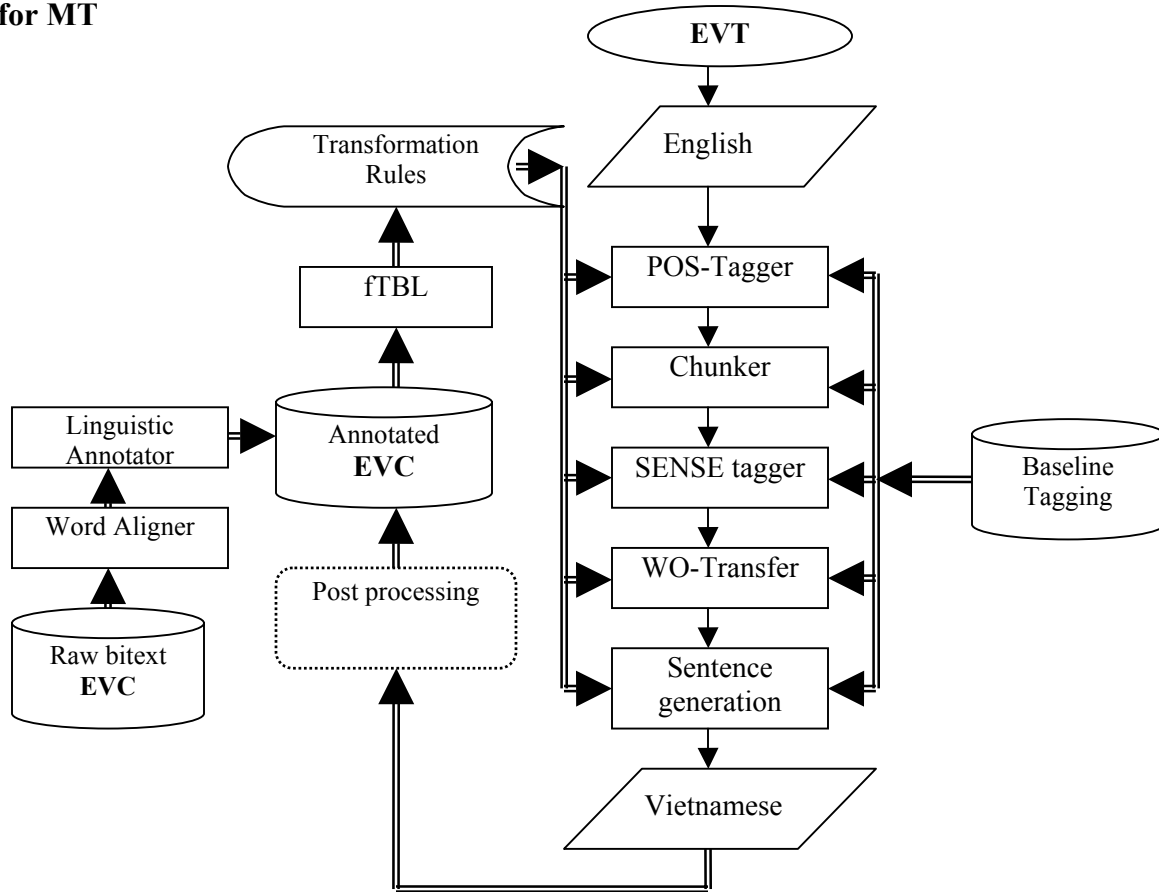 for MT
EVT
English
Transformation
Rules
POS-Tagger
fTBL
Chunker
Linguistic
Annotator
Annotated
EVC
SENSE tagger
Baseline
Tagging
Word Aligner
WO-Transfer
Post processing
Raw bitext
EVC
Sentence
generation
Vietnamese